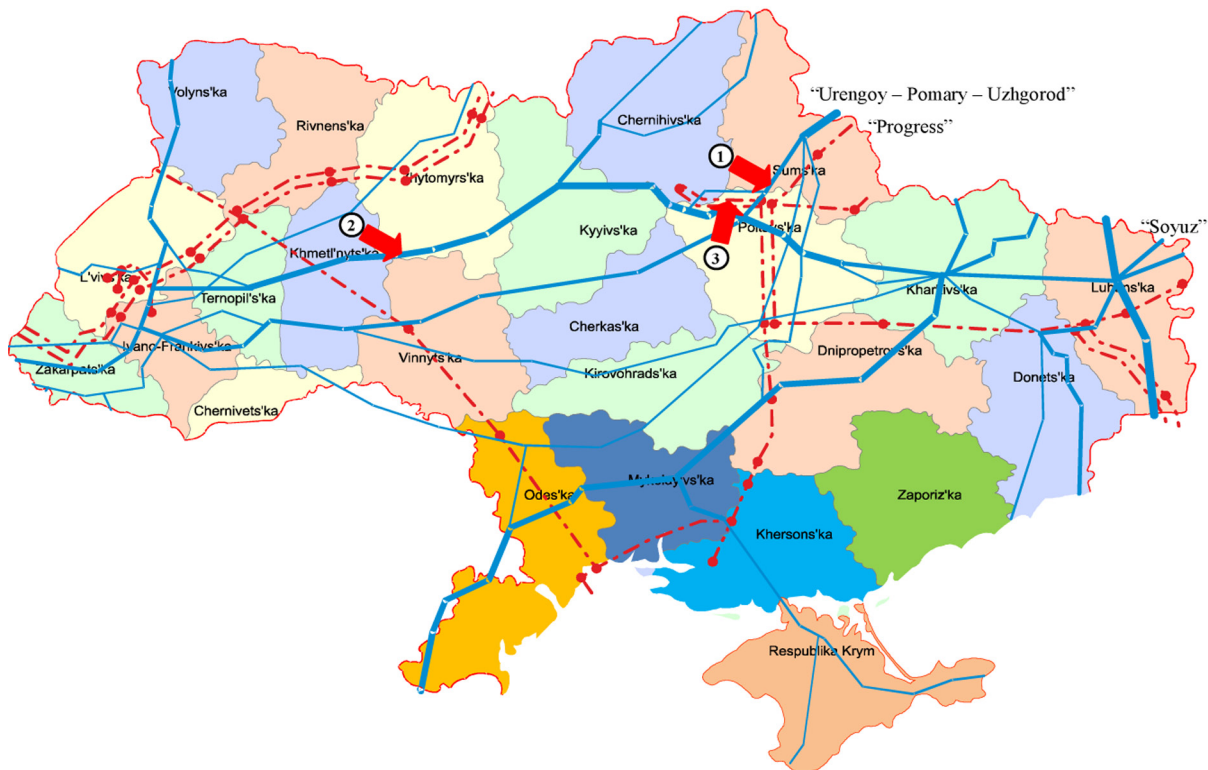 "Urengoy – Pomary – Uzhgorod"
"Progress"
"Soyuz"
Volyns'ka
Rivnens'ka
Chernihivs'ka
1
Sums'ka
Zhytomyrs'ka
2
Khmetl'nyts'ka
Kyyivs'ka
Poltavs'ka
3
L'vivs'ka
Ternopil's'ka
Kharkivs'ka
Luhans'ka
Cherkas'ka
Ivano-Frankivs'ka
Vinnyts'ka
Dnipropetrovs'ka
Zakarpats'ka
Kirovohrads'ka
Donets'ka
Chernivets'ka
Mykolayivs'ka
Odes'ka
Zaporiz'ka
Khersons'ka
Respublika Krym